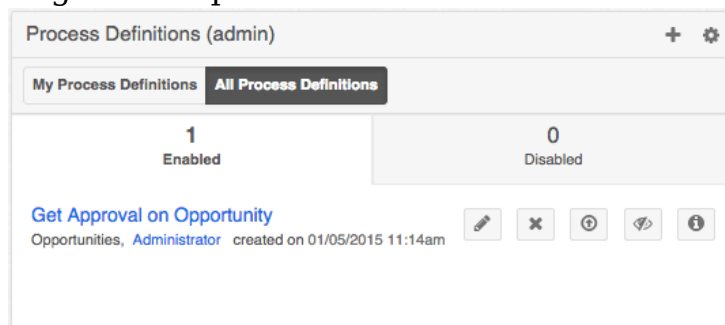 Process Definitions (admin)
My Process Definitions All Process Definitions
1
Enabled
0
Disabled
Get Approval on Opportunity
Opportunities, Administrator created on 01/05/2015 11:14am